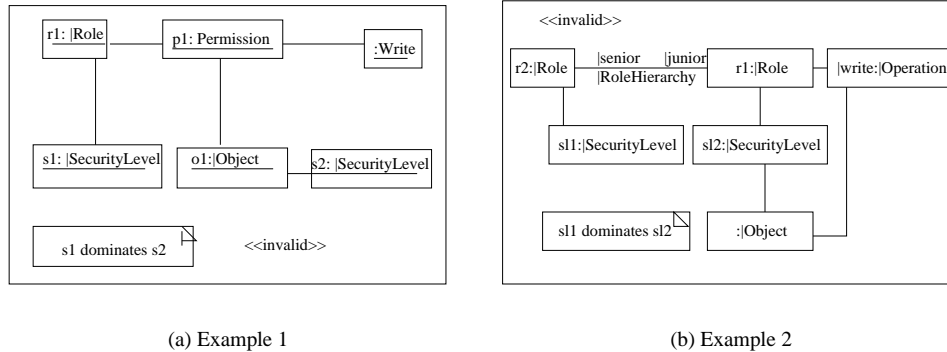 r1: |Role
p1: Permission
:Write
s1: |SecurityLevel
o1:|Object
s2: |SecurityLevel
s1 dominates s2
<<invalid>>
(a) Example 1
<<invalid>>
r2:|Role
|senior
|junior
|RoleHierarchy
r1:|Role
|write:|Operation
sl1:|SecurityLevel
sl2:|SecurityLevel
sl1 dominates sl2
:|Object
(b) Example 2